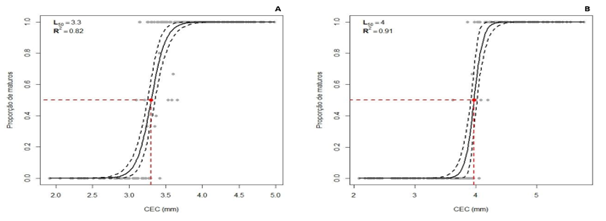 A
L50 = 3.3
R2 = 0.82
Proporção de maturos
0.0 0.2 0.4 0.6 0.8 1.0
2.0 2.5 3.0 3.5 4.0 4.5 5.0
CEC (mm)
B
L50 = 4
R2 = 0.91
Proporção de maturos
0.0 0.2 0.4 0.6 0.8 1.0
2 3 4 5
CEC (mm)